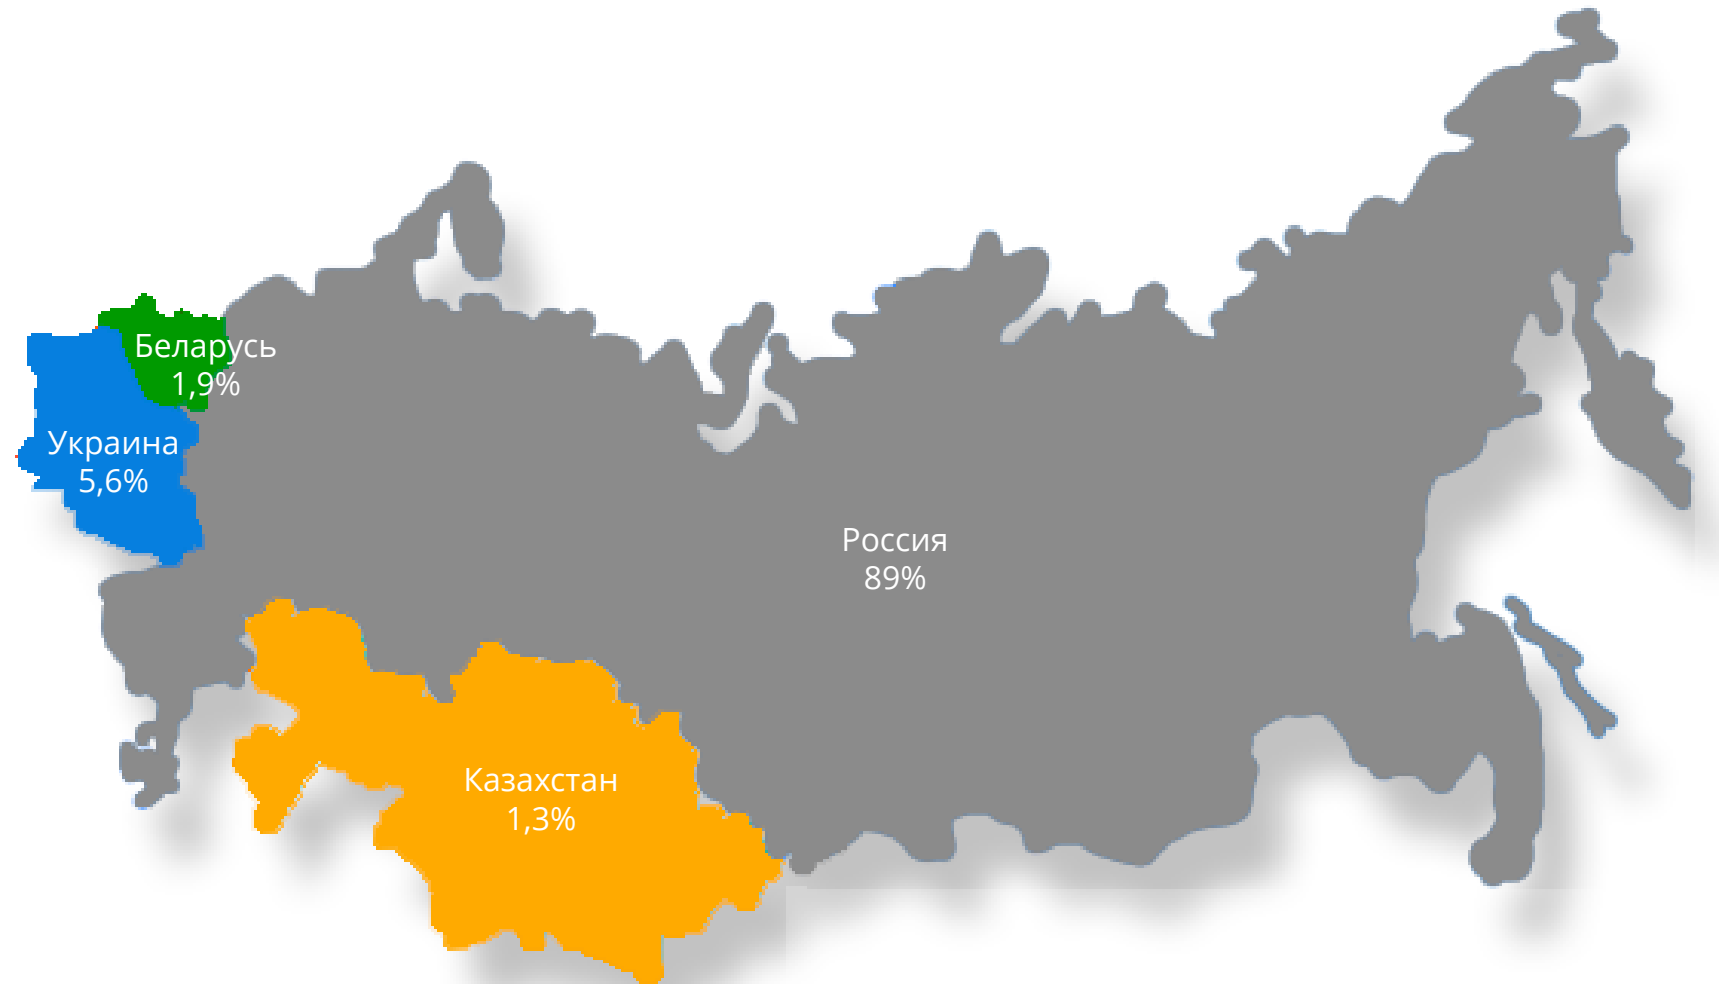 Беларусь
1,9%
Украина
5,6%
Россия
89%
Казахстан
1,3%